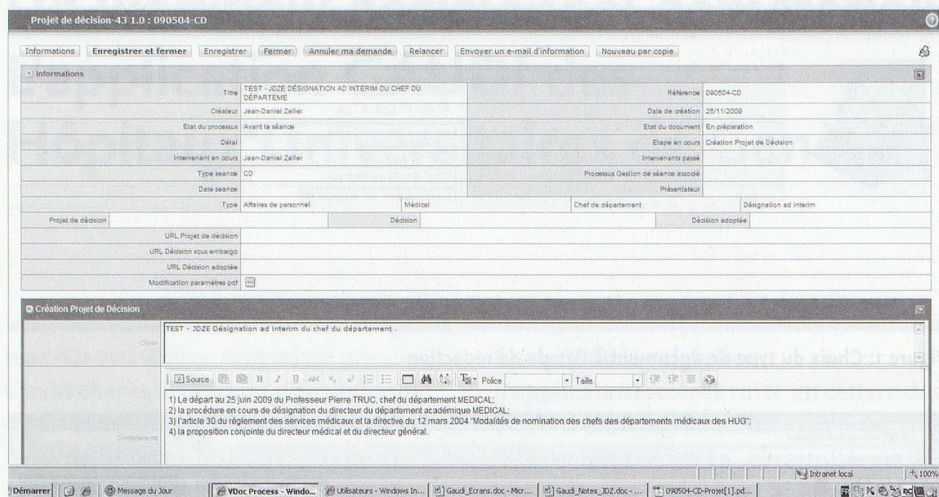 Projet de décision-43 1.0 : 090504-CD
Informations Enregistrer et fermer Enregistrer Fermer Annuler ma demande Relancer Envoyer un e-mail d'information Nouveau par copie
Informations
Titre TEST - JDZE DÉSIGNATION AD INTERIM DU CHEF DU DÉPARTEME Référence 090504-CD
Créateur Jean-Daniel Zeller Date de création 25/11/2009
Etat du processus Avant la séance Etat du document En préparation
Délai Etape en cours Création Projet de Décision
Intervenant en cours Jean-Daniel Zeller Intervenants passé
Type seance CD Processus Gestion de séance associé
Date seance Présentateur
Type Affaires de personnel Médical Chef de département Désignation ad interim
Projet de décision Décision Décision adoptée
URL Projet de décision
URL Décision sous embargo
URL Décision adoptée
Modification paramètres pdf
Création Projet de Décision
Objet TEST - JDZE Désignation ad interim du chef du département .
Source Police Taille
1) Le départ au 25 juin 2009 du Professeur Pierre TRUC, chef du département MEDICAL;
2) la procédure en cours de désignation du directeur du département académique MEDICAL;
3) l'article 30 du règlement des services médicaux et la directive du 12 mars 2004 "Modalités de nomination des chefs des départements médicaux des HUG";
4) la proposition conjointe du directeur médical et du directeur général.
Intranet local 100%
Démarrer Message du Jour VDoc Process - Windo... Utilisateurs - Windows In... Gaudi_Ecrans.doc - Micr... Gaudi_Notes_JDZ.doc - ... 090504-CD-Projet[1].pd...